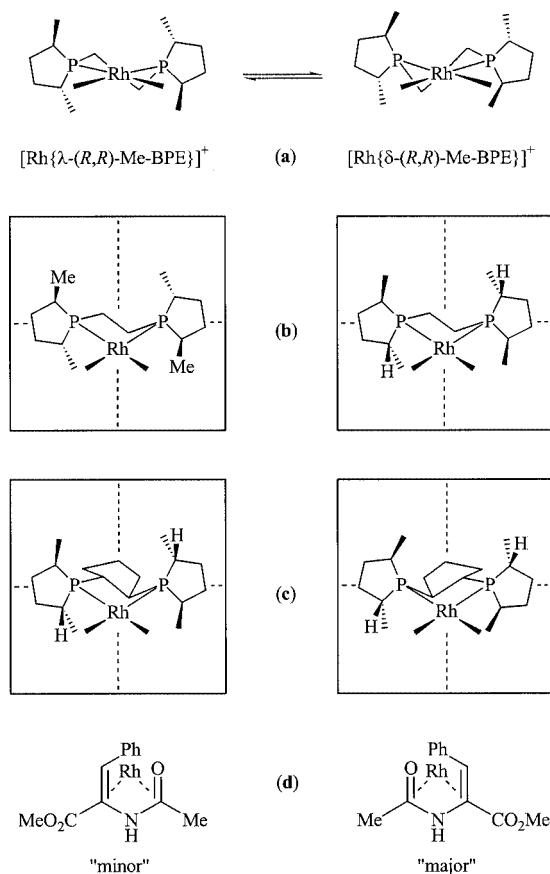 P Rh P P Rh P
[Rh{λ-(R,R)-Me-BPE}]⁺ (a) [Rh{δ-(R,R)-Me-BPE}]⁺
Me H
P P (b) P P
Rh Rh
Me H
H H
P P (c) P P
Rh Rh
H H
Ph Ph
Rh O (d) O Rh
MeO₂C N Me Me N CO₂Me
H H
"minor" "major"